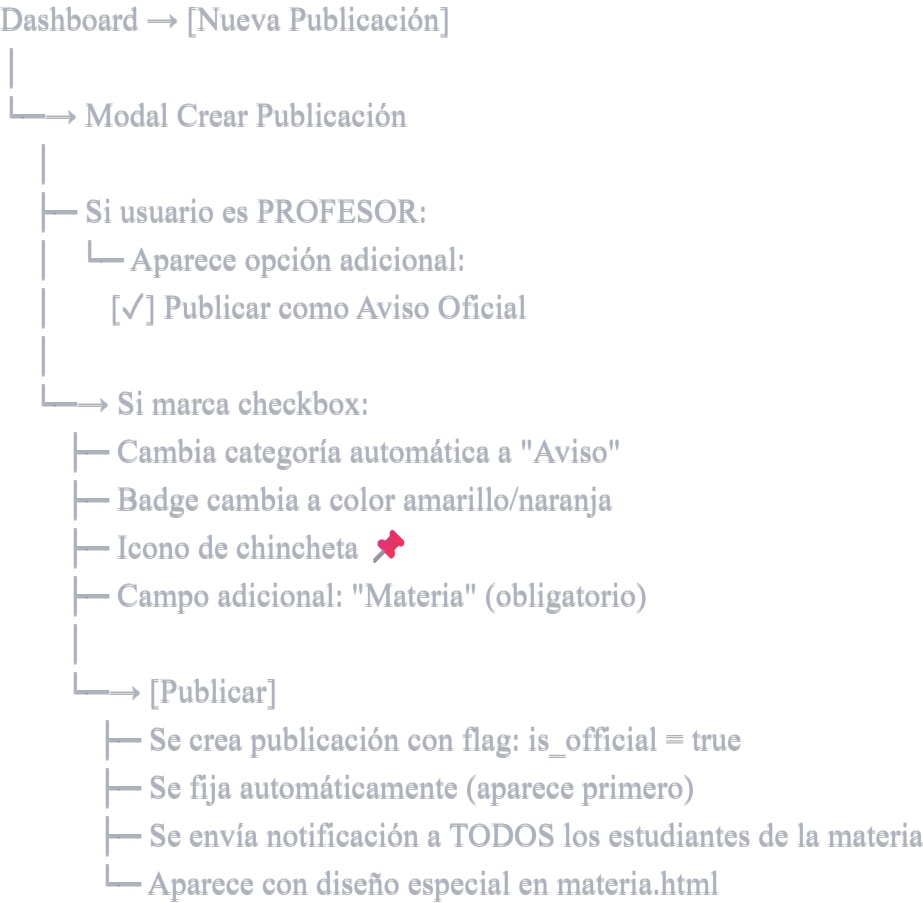 Dashboard → [Nueva Publicación]
│
└─→ Modal Crear Publicación
│
├─ Si usuario es PROFESOR:
│ └─ Aparece opción adicional:
│ [✓] Publicar como Aviso Oficial
│
└─→ Si marca checkbox:
├─ Cambia categoría automática a "Aviso"
├─ Badge cambia a color amarillo/naranja
├─ Icono de chincheta 📌
├─ Campo adicional: "Materia" (obligatorio)
│
└─→ [Publicar]
├─ Se crea publicación con flag: is_official = true
├─ Se fija automáticamente (aparece primero)
├─ Se envía notificación a TODOS los estudiantes de la materia
└─ Aparece con diseño especial en materia.html